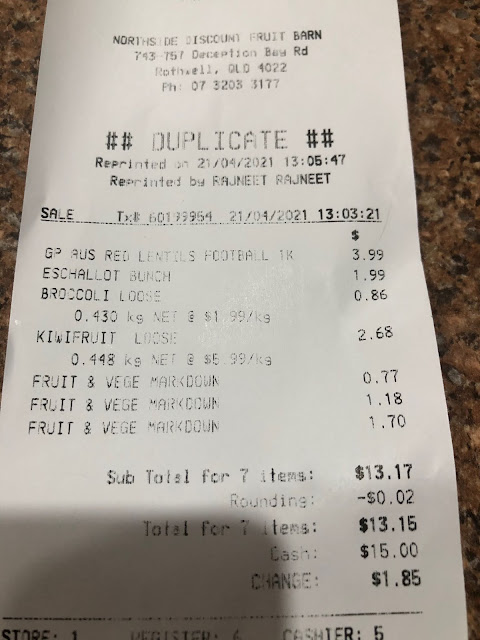 NORTHSIDE DISCOUNT FRUIT BARN
743-757 Deception Bay Rd
Rothwell, QLD 4022
Ph: 07 3203 3177
## DUPLICATE ##
Reprinted on 21/04/2021 13:05:47
Reprinted by RAJNEET RAJNEET
SALE Tx# 60199954 21/04/2021 13:03:21
$
GP AUS RED LENTILS FOOTBALL 1K 3.99
ESCHALLOT BUNCH 1.99
BROCCOLI LOOSE 0.86
0.430 kg NET @ $1.99/kg
KIWIFRUIT LOOSE 2.68
0.448 kg NET @ $5.99/kg
FRUIT & VEGE MARKDOWN 0.77
FRUIT & VEGE MARKDOWN 1.18
FRUIT & VEGE MARKDOWN 1.70
Sub Total for 7 items: $13.17
Rounding: -$0.02
Total for 7 items: $13.15
Cash: $15.00
CHANGE: $1.85
STORE: 1 REGISTER: 6 CASHIER: 5